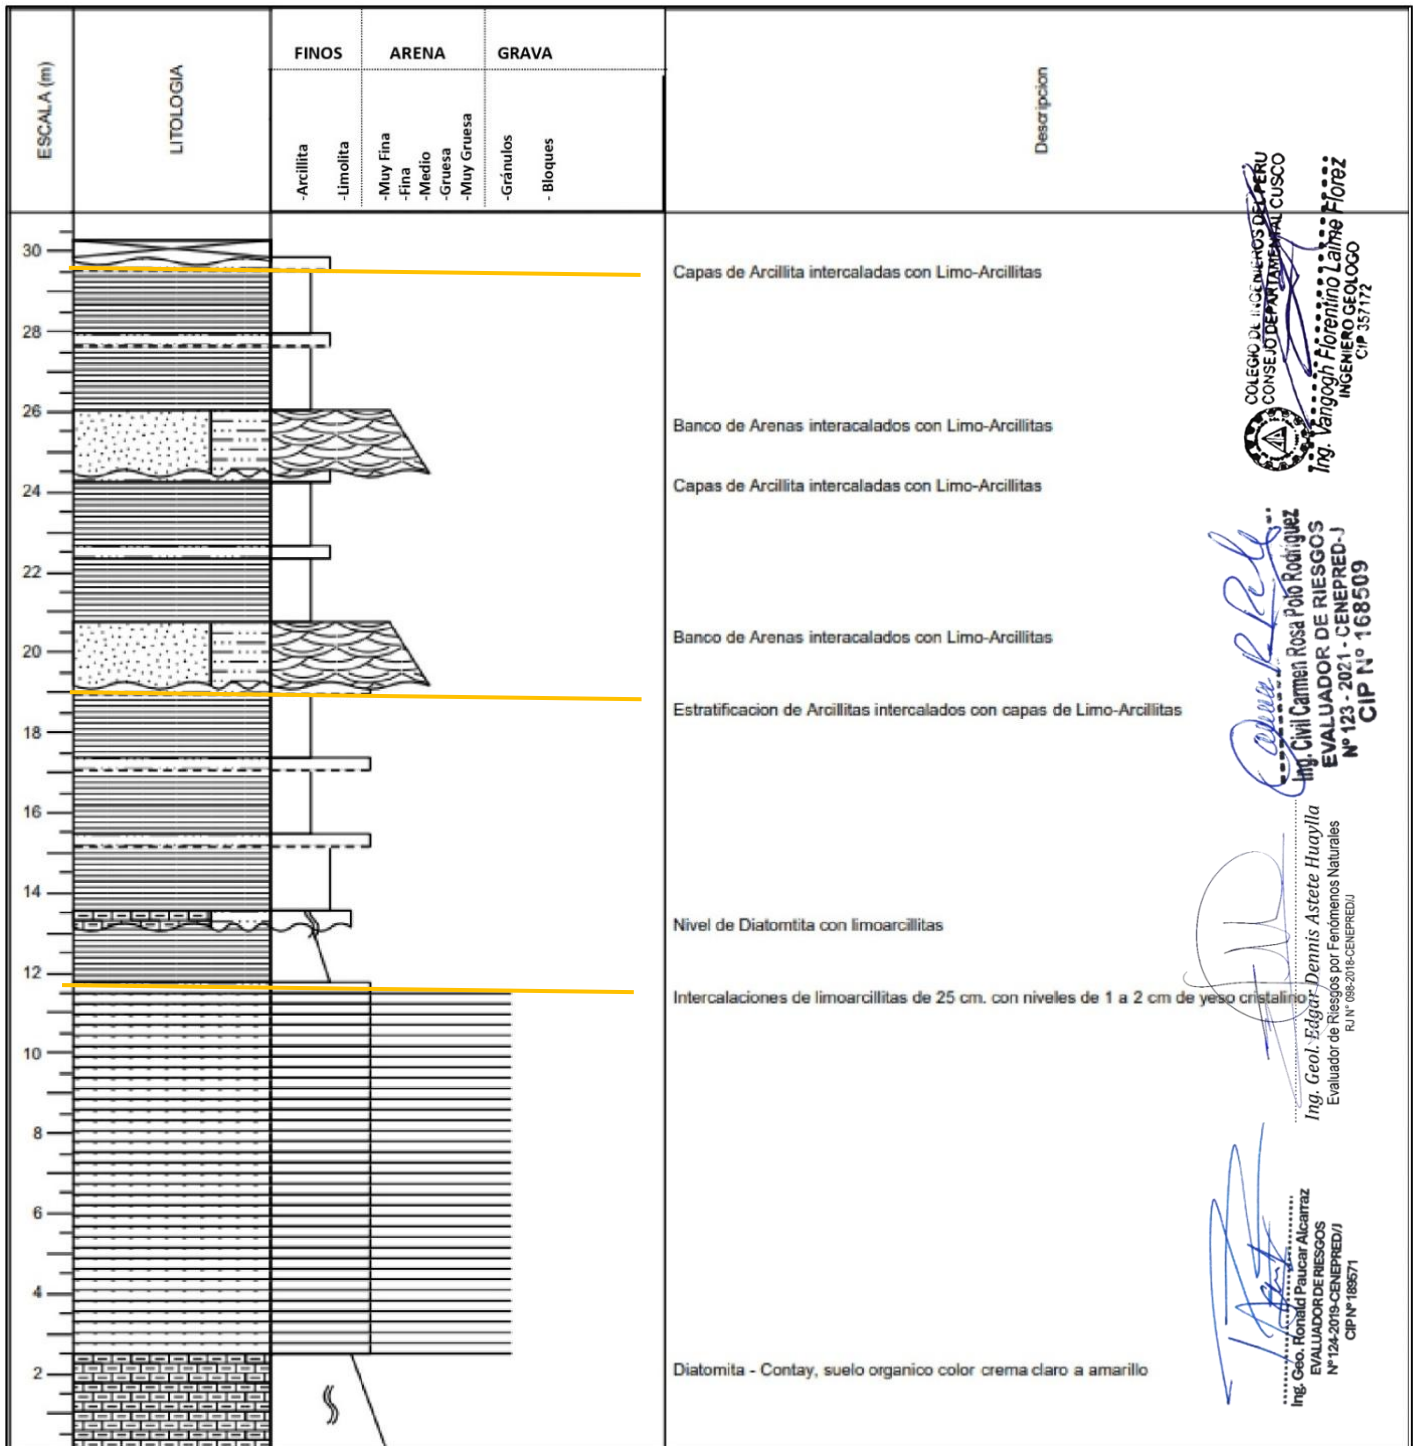 ESCALA (m)
LITOLOGIA
FINOS
ARENA
GRAVA
-Arcillita
-Limolita
-Muy Fina
-Fina
-Medio
-Gruesa
-Muy Gruesa
-Gránulos
- Bloques
Descripcion
30
28
26
24
22
20
18
16
14
12
10
8
6
4
2
Capas de Arcillita intercaladas con Limo-Arcillitas
Banco de Arenas interacalados con Limo-Arcillitas
Capas de Arcillita intercaladas con Limo-Arcillitas
Banco de Arenas interacalados con Limo-Arcillitas
Estratificacion de Arcillitas intercalados con capas de Limo-Arcillitas
Nivel de Diatomtita con limoarcillitas
Intercalaciones de limoarcillitas de 25 cm. con niveles de 1 a 2 cm de yeso cristalino
Diatomita - Contay, suelo organico color crema claro a amarillo
COLEGIO DE INGENIEROS DEL PERU
CONSEJO DEPARTAMENTAL CUSCO
Ing. Vangogh Florentino Laime Florez
INGENIERO GEOLOGO
CIP 357172
Ing. Civil Carmen Rosa Polo Rodriguez
EVALUADOR DE RIESGOS
Nº 123 - 2021 - CENEPRED-J
CIP Nº 168509
Ing. Geol. Edgar Dennis Astete Huaylla
Evaluador de Riesgos por Fenómenos Naturales
RJ N° 098-2018-CENEPRED/J
Ing. Geo. Ronald Paucar Alcarraz
EVALUADOR DE RIESGOS
Nº 124-2019-CENEPRED/J
CIP Nº 189571